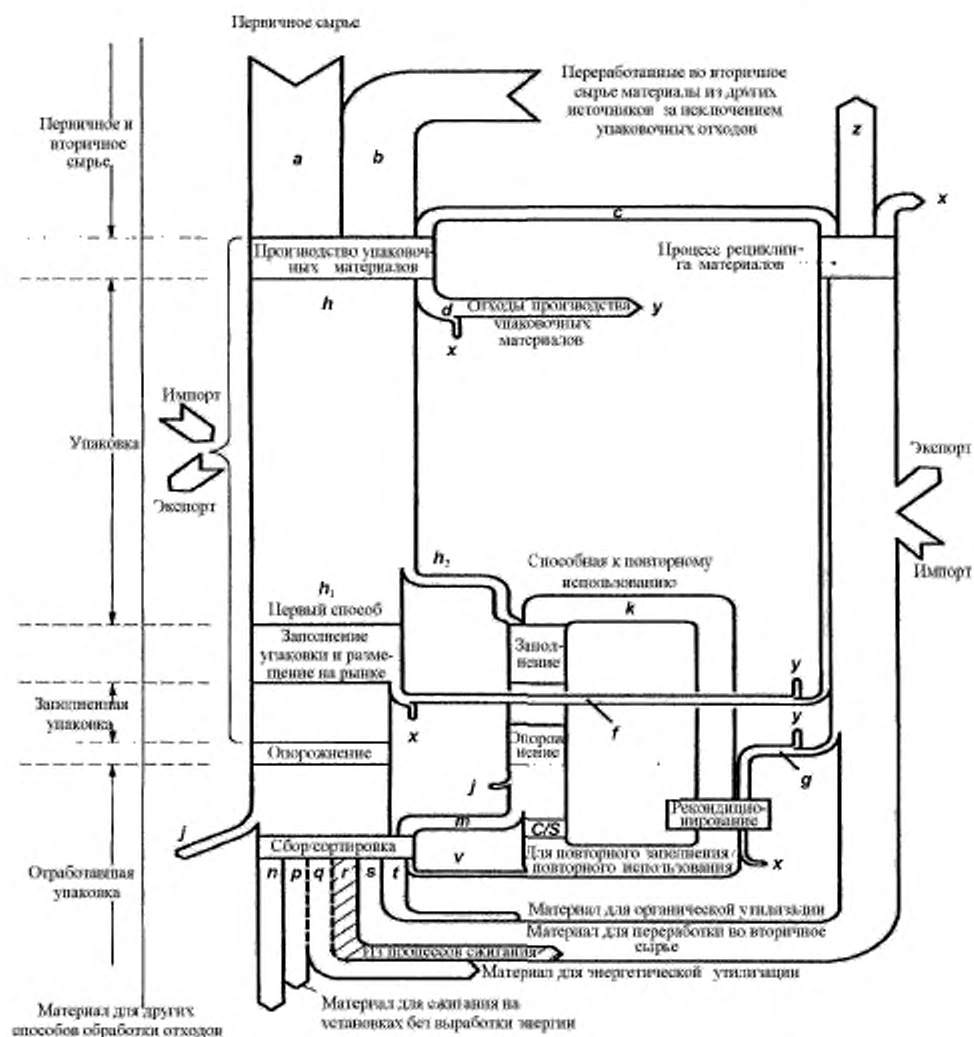 Первичное сырье
Переработанные во вторичное
сырье материалы из других
источников за исключением
упаковочных отходов
Первичное и
вторичное
сырье
a
b
z
x
c
Производство упаковоч-
ных материалов
Процесс рециклин-
га материалов
h
d
Отходы производства
упаковочных
материалов
y
x
Импорт
Упаковка
Экспорт
Экспорт
Импорт
h₂
Способная к повторному
использованию
h₁
Первый способ
k
Заполнение
упаковки и разме-
щение на рынке
Запол-
нение
y
Заполненная
упаковка
x
f
y
Опорожнение
Опорож
нение
g
j
Рекондицио-
нирование
j
m
C/S
Сбор/сортировка
v
Для повторного заполнения/
повторного использования
x
Отработавшая
упаковка
n
p
q
r
s
t
Материал для органической утилизации
Материал для переработки во вторичное
сырье
Из процессов сжигания
Материал для энергетической утилизации
Материал для сжигания на
установках без выработки энергии
Материал для других
способов обработки отходов